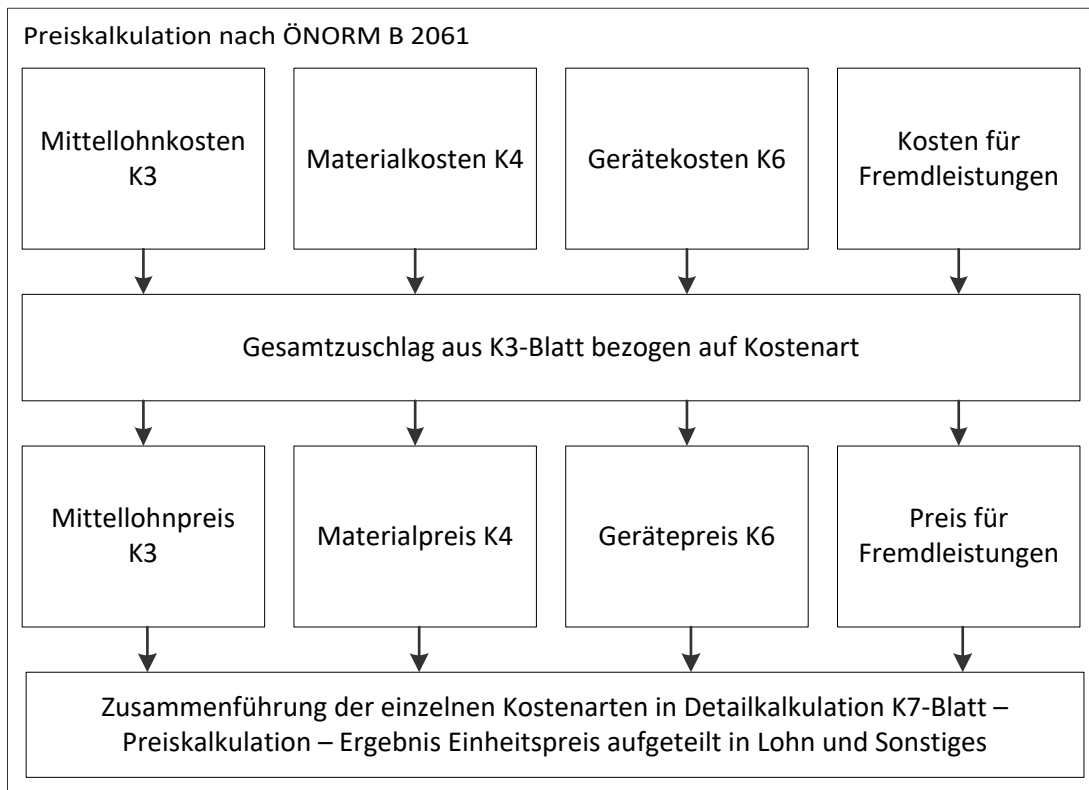 Preiskalkulation nach ÖNORM B 2061
Mittellohnkosten
K3
Materialkosten K4
Gerätekosten K6
Kosten für
Fremdleistungen
Gesamtzuschlag aus K3-Blatt bezogen auf Kostenart
Mittellohnpreis
K3
Materialpreis K4
Gerätepreis K6
Preis für
Fremdleistungen
Zusammenführung der einzelnen Kostenarten in Detailkalkulation K7-Blatt –
Preiskalkulation – Ergebnis Einheitspreis aufgeteilt in Lohn und Sonstiges